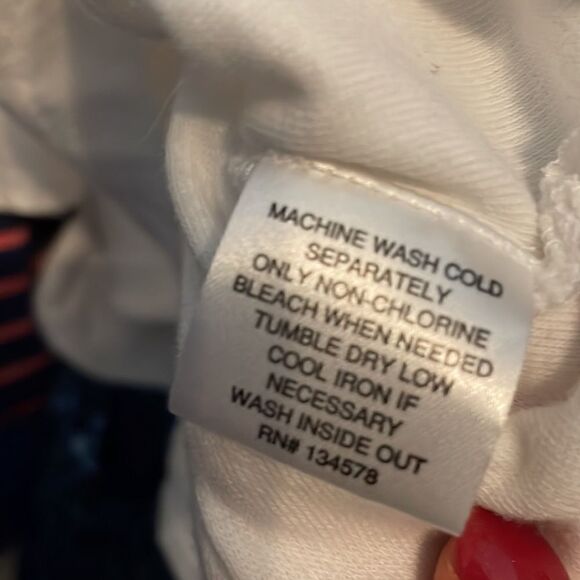 MACHINE WASH COLD
SEPARATELY
ONLY NON-CHLORINE
BLEACH WHEN NEEDED
TUMBLE DRY LOW
COOL IRON IF
NECESSARY
WASH INSIDE OUT
RN# 134578